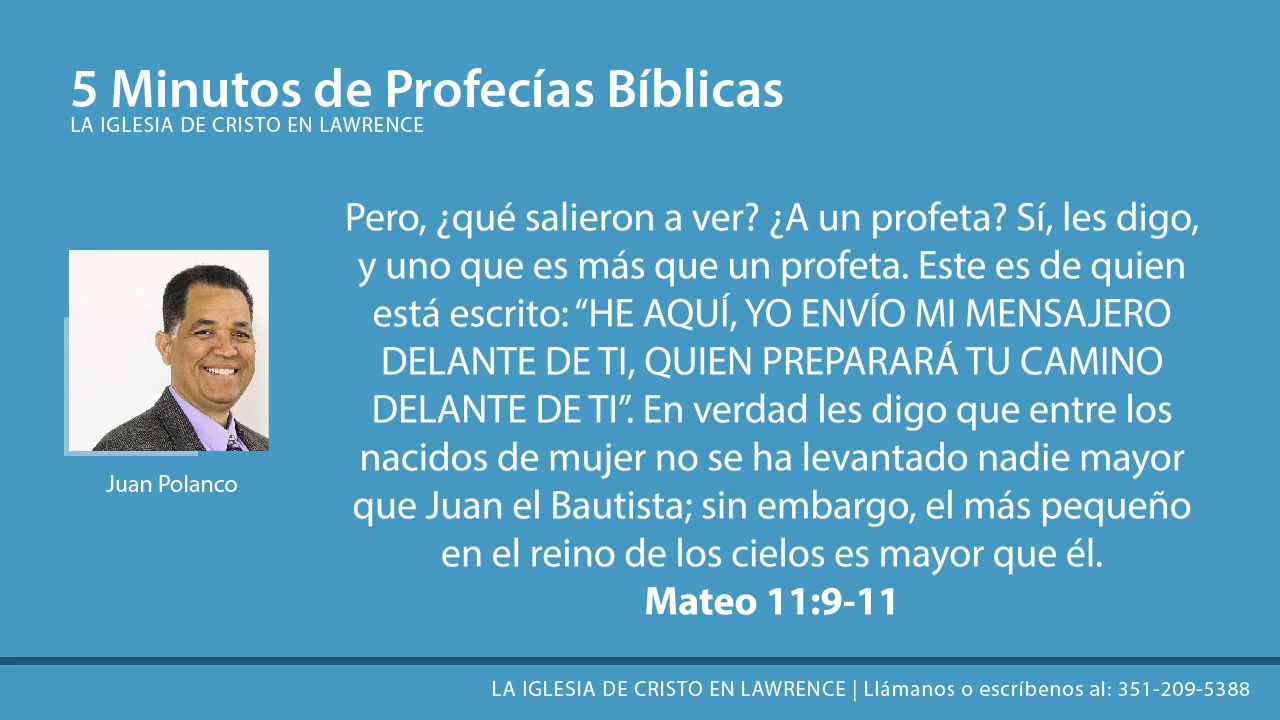 5 Minutos de Profecías Bíblicas
LA IGLESIA DE CRISTO EN LAWRENCE
Pero, ¿qué salieron a ver? ¿A un profeta? Sí, les digo,
y uno que es más que un profeta. Este es de quien
está escrito: “HE AQUÍ, YO ENVÍO MI MENSAJERO
DELANTE DE TI, QUIEN PREPARARÁ TU CAMINO
DELANTE DE TI”. En verdad les digo que entre los
nacidos de mujer no se ha levantado nadie mayor
que Juan el Bautista; sin embargo, el más pequeño
en el reino de los cielos es mayor que él.
Mateo 11:9-11
Juan Polanco
LA IGLESIA DE CRISTO EN LAWRENCE | Llámanos o escríbenos al: 351-209-5388